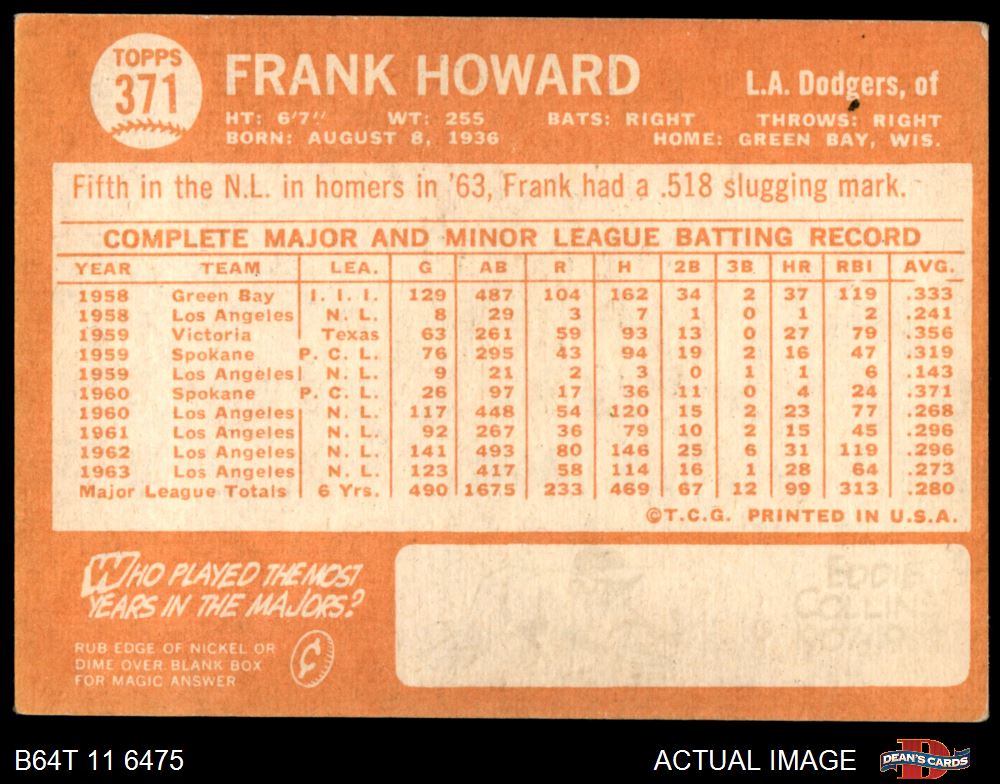 TOPPS
371
FRANK HOWARD
L.A. Dodgers, of
HT: 6'7" WT: 255 BATS: RIGHT THROWS: RIGHT
BORN: AUGUST 8, 1936 HOME: GREEN BAY, WIS.
Fifth in the N.L. in homers in '63, Frank had a .518 slugging mark.
COMPLETE MAJOR AND MINOR LEAGUE BATTING RECORD
YEAR TEAM LEA. G AB R H 2B 3B HR RBI AVG.
1958 Green Bay I. I. I. 129 487 104 162 34 2 37 119 .333
1958 Los Angeles N. L. 8 29 3 7 1 0 1 2 .241
1959 Victoria Texas 63 261 59 93 13 0 27 79 .356
1959 Spokane P. C. L. 76 295 43 94 19 2 16 47 .319
1959 Los Angeles N. L. 9 21 2 3 0 1 1 6 .143
1960 Spokane P. C. L. 26 97 17 36 11 0 4 24 .371
1960 Los Angeles N. L. 117 448 54 120 15 2 23 77 .268
1961 Los Angeles N. L. 92 267 36 79 10 2 15 45 .296
1962 Los Angeles N. L. 141 493 80 146 25 6 31 119 .296
1963 Los Angeles N. L. 123 417 58 114 16 1 28 64 .273
Major League Totals 6 Yrs. 490 1675 233 469 67 12 99 313 .280
©T.C.G. PRINTED IN U.S.A.
WHO PLAYED THE MOST
YEARS IN THE MAJORS?
RUB EDGE OF NICKEL OR
DIME OVER BLANK BOX
FOR MAGIC ANSWER
EDDIE
COLLINS
B64T 11 6475
ACTUAL IMAGE
DEAN'S CARDS